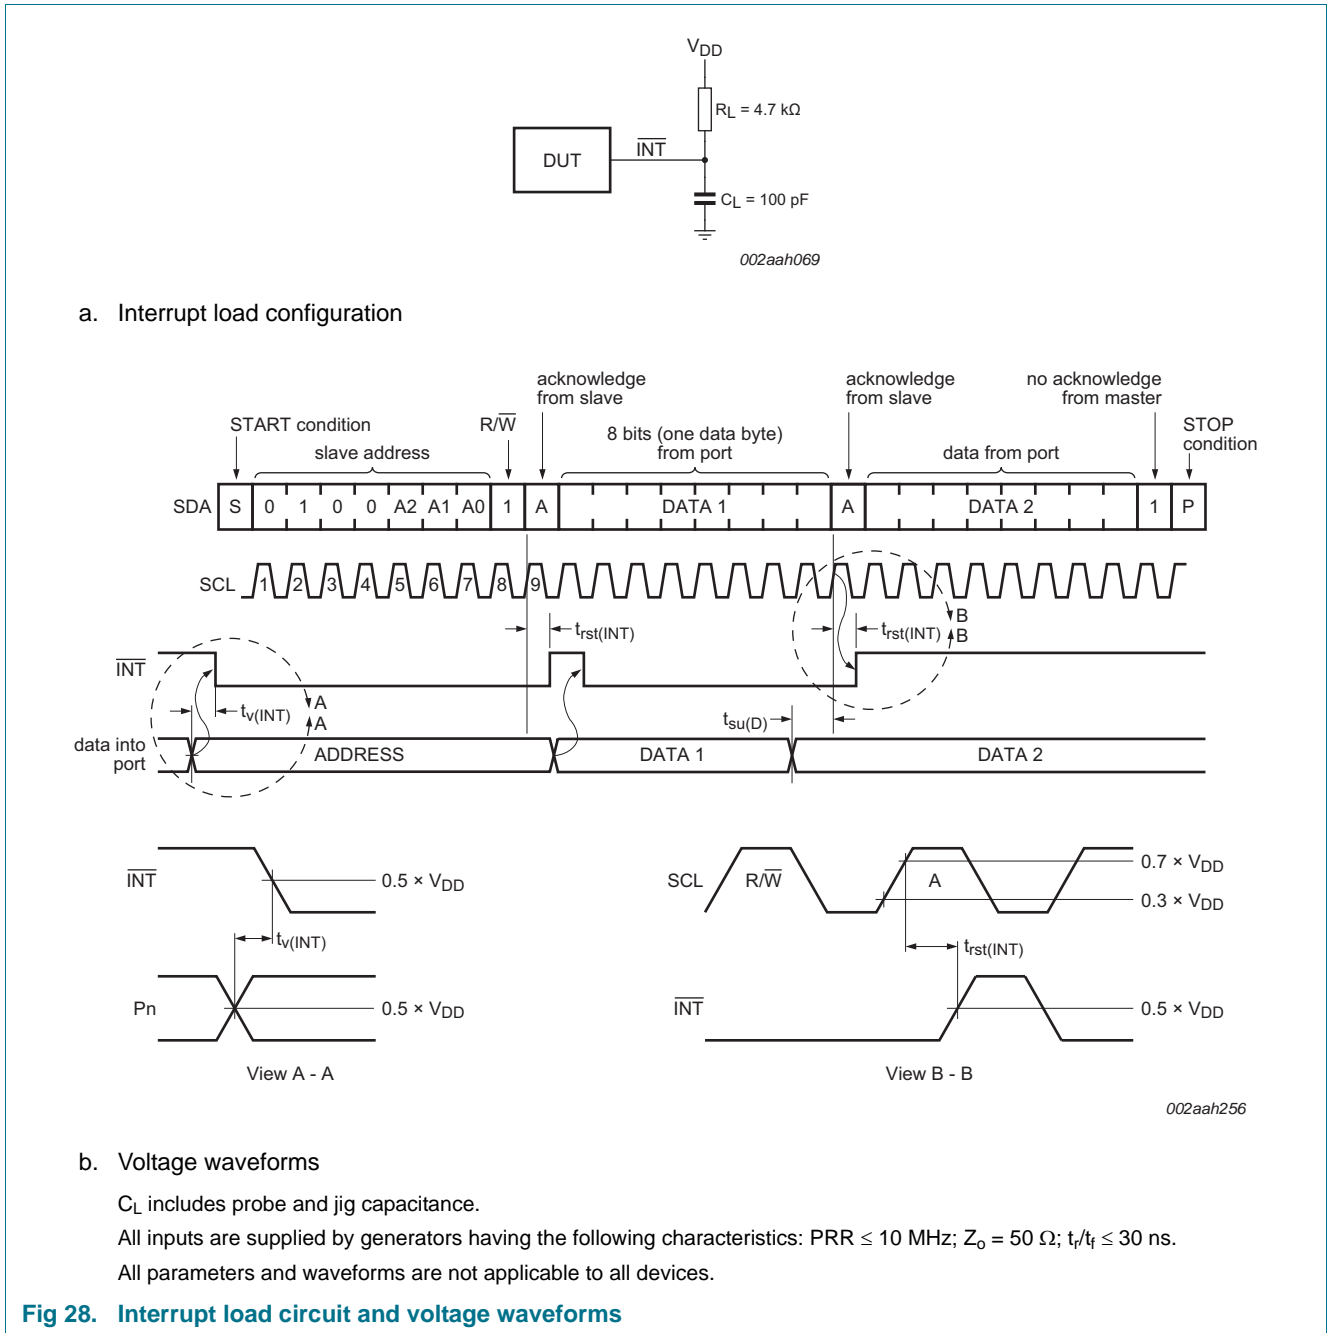 VDD
RL = 4.7 kΩ
DUT
INT
CL = 100 pF
002aah069
a. Interrupt load configuration
acknowledge
from slave
acknowledge
from slave
no acknowledge
from master
START condition
R/W
8 bits (one data byte)
from port
STOP
condition
slave address
data from port
SDA S 0 1 0 0 A2 A1 A0 1 A DATA 1 A DATA 2 1 P
SCL 1 2 3 4 5 6 7 8 9
B
B
trst(INT)
trst(INT)
INT
tv(INT)
A
A
tsu(D)
data into
port
ADDRESS
DATA 1
DATA 2
INT
0.5 × VDD
tv(INT)
Pn
0.5 × VDD
View A - A
SCL
R/W
A
0.7 × VDD
0.3 × VDD
trst(INT)
INT
0.5 × VDD
View B - B
002aah256
b. Voltage waveforms
CL includes probe and jig capacitance.
All inputs are supplied by generators having the following characteristics: PRR ≤ 10 MHz; Zo = 50 Ω; tr/tf ≤ 30 ns.
All parameters and waveforms are not applicable to all devices.
Fig 28. Interrupt load circuit and voltage waveforms